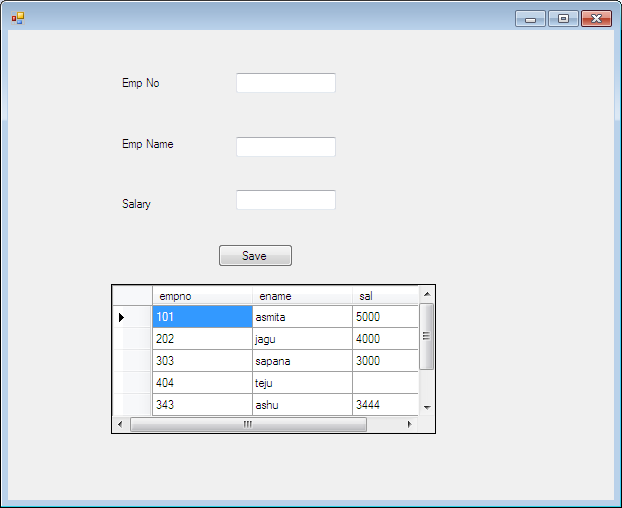 Emp No
Emp Name
Salary
Save
empno ename sal
101 asmita 5000
202 jagu 4000
303 sapana 3000
404 teju
343 ashu 3444